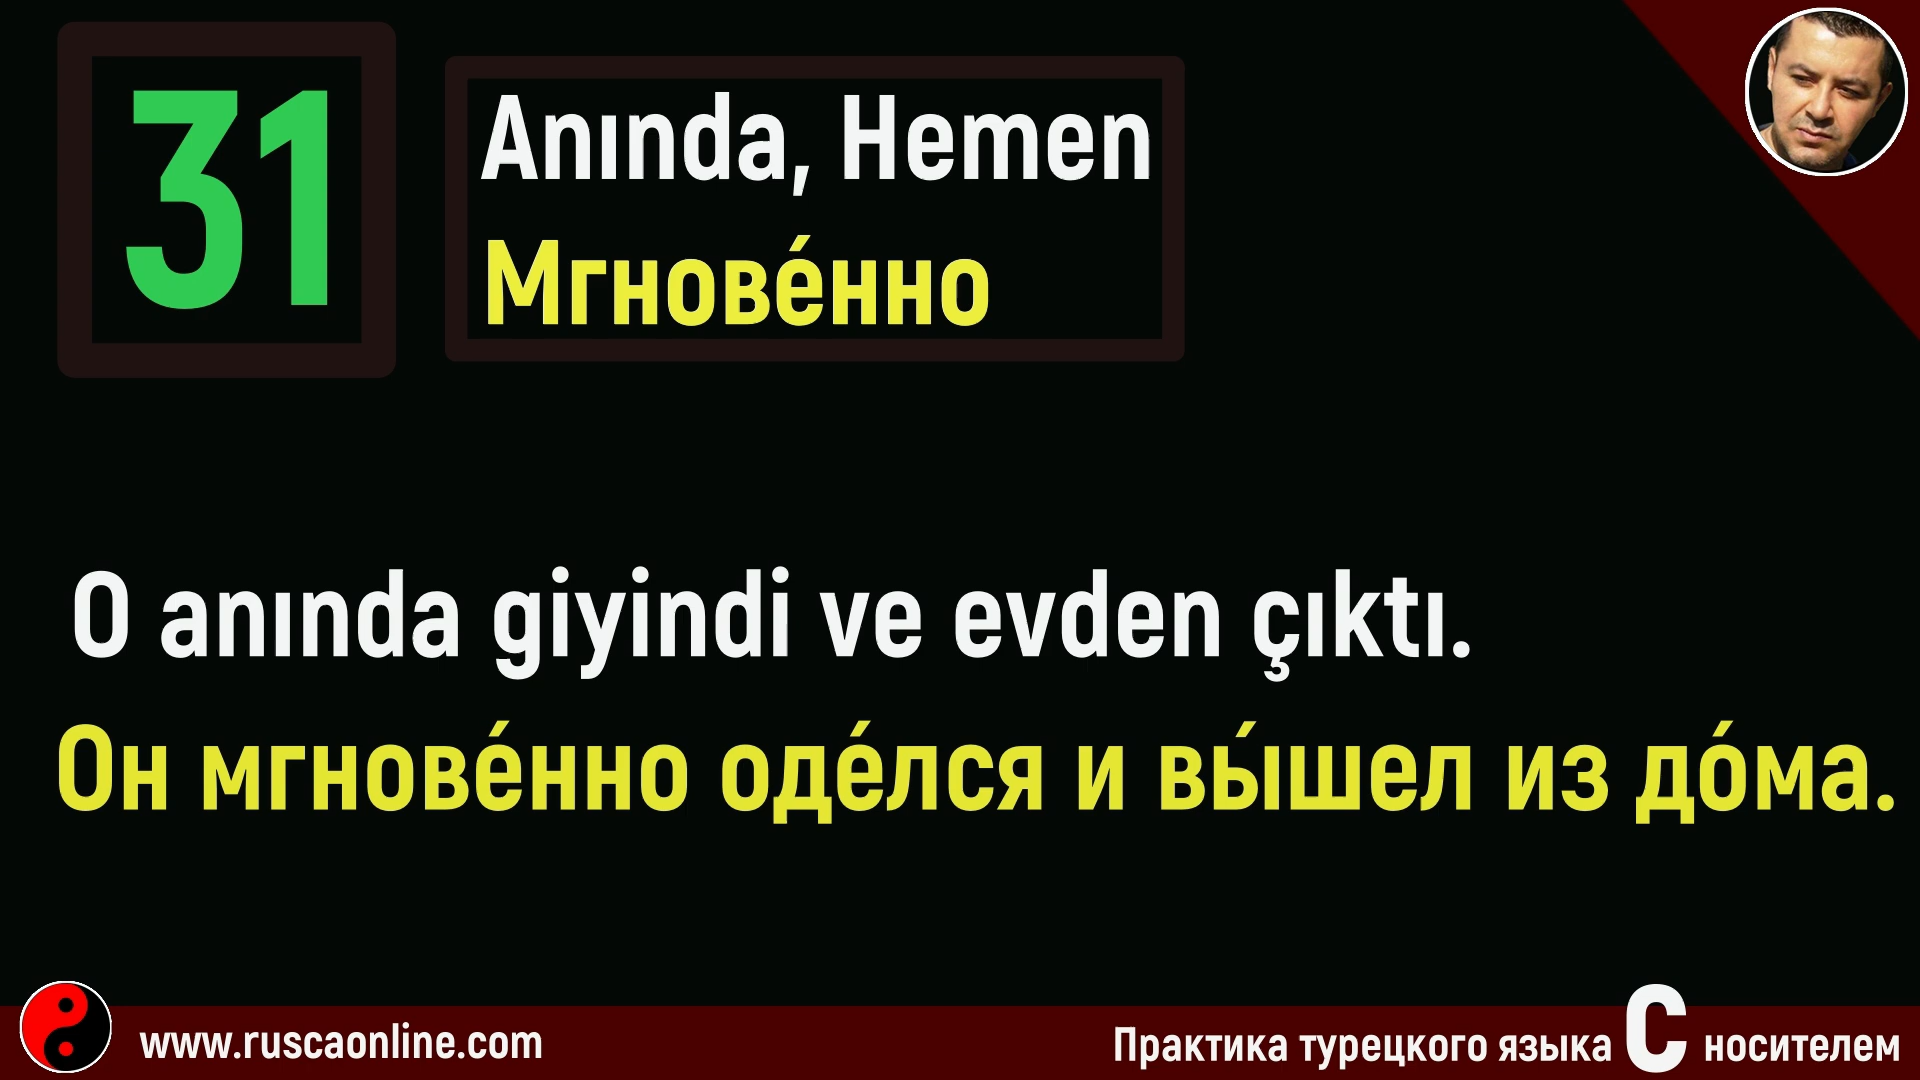 31
Anında, Hemen
Мгнове́нно
O anında giyindi ve evden çıktı.
Он мгнове́нно оде́лся и вы́шел из до́ма.
www.ruscaonline.com
Практика турецкого языка С носителем